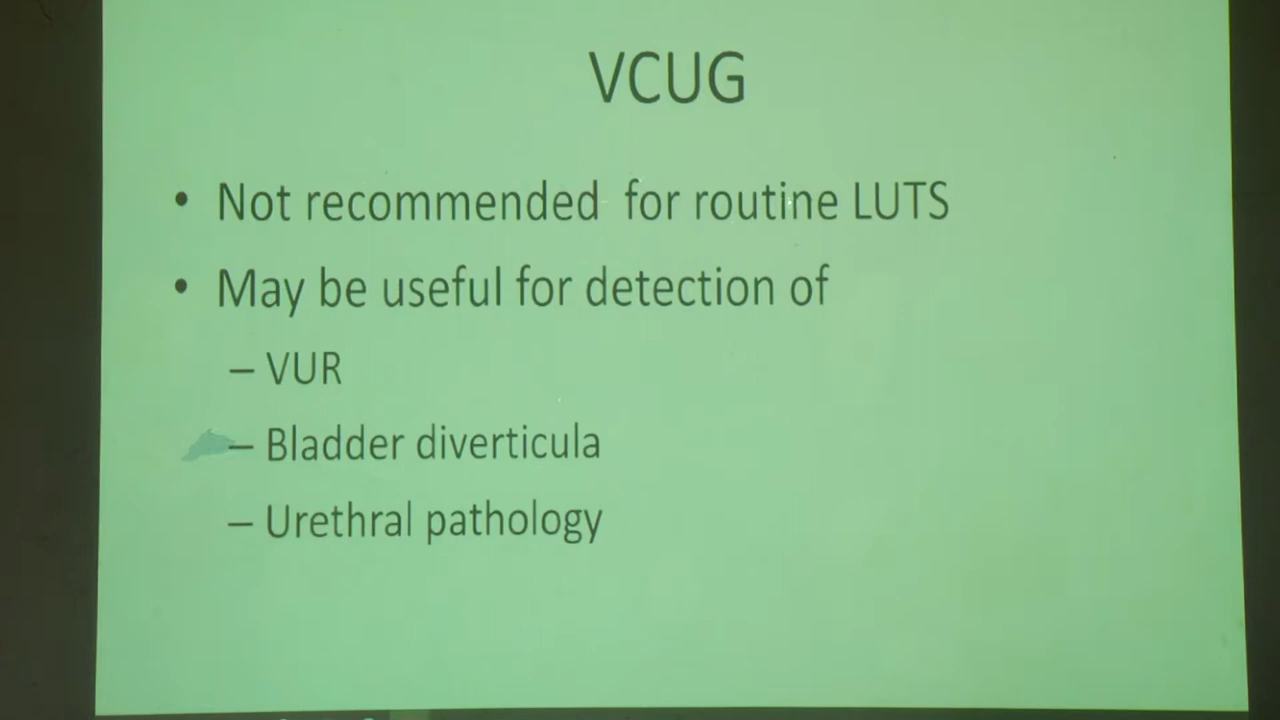 VCUG
• Not recommended for routine LUTS
• May be useful for detection of
– VUR
– Bladder diverticula
– Urethral pathology